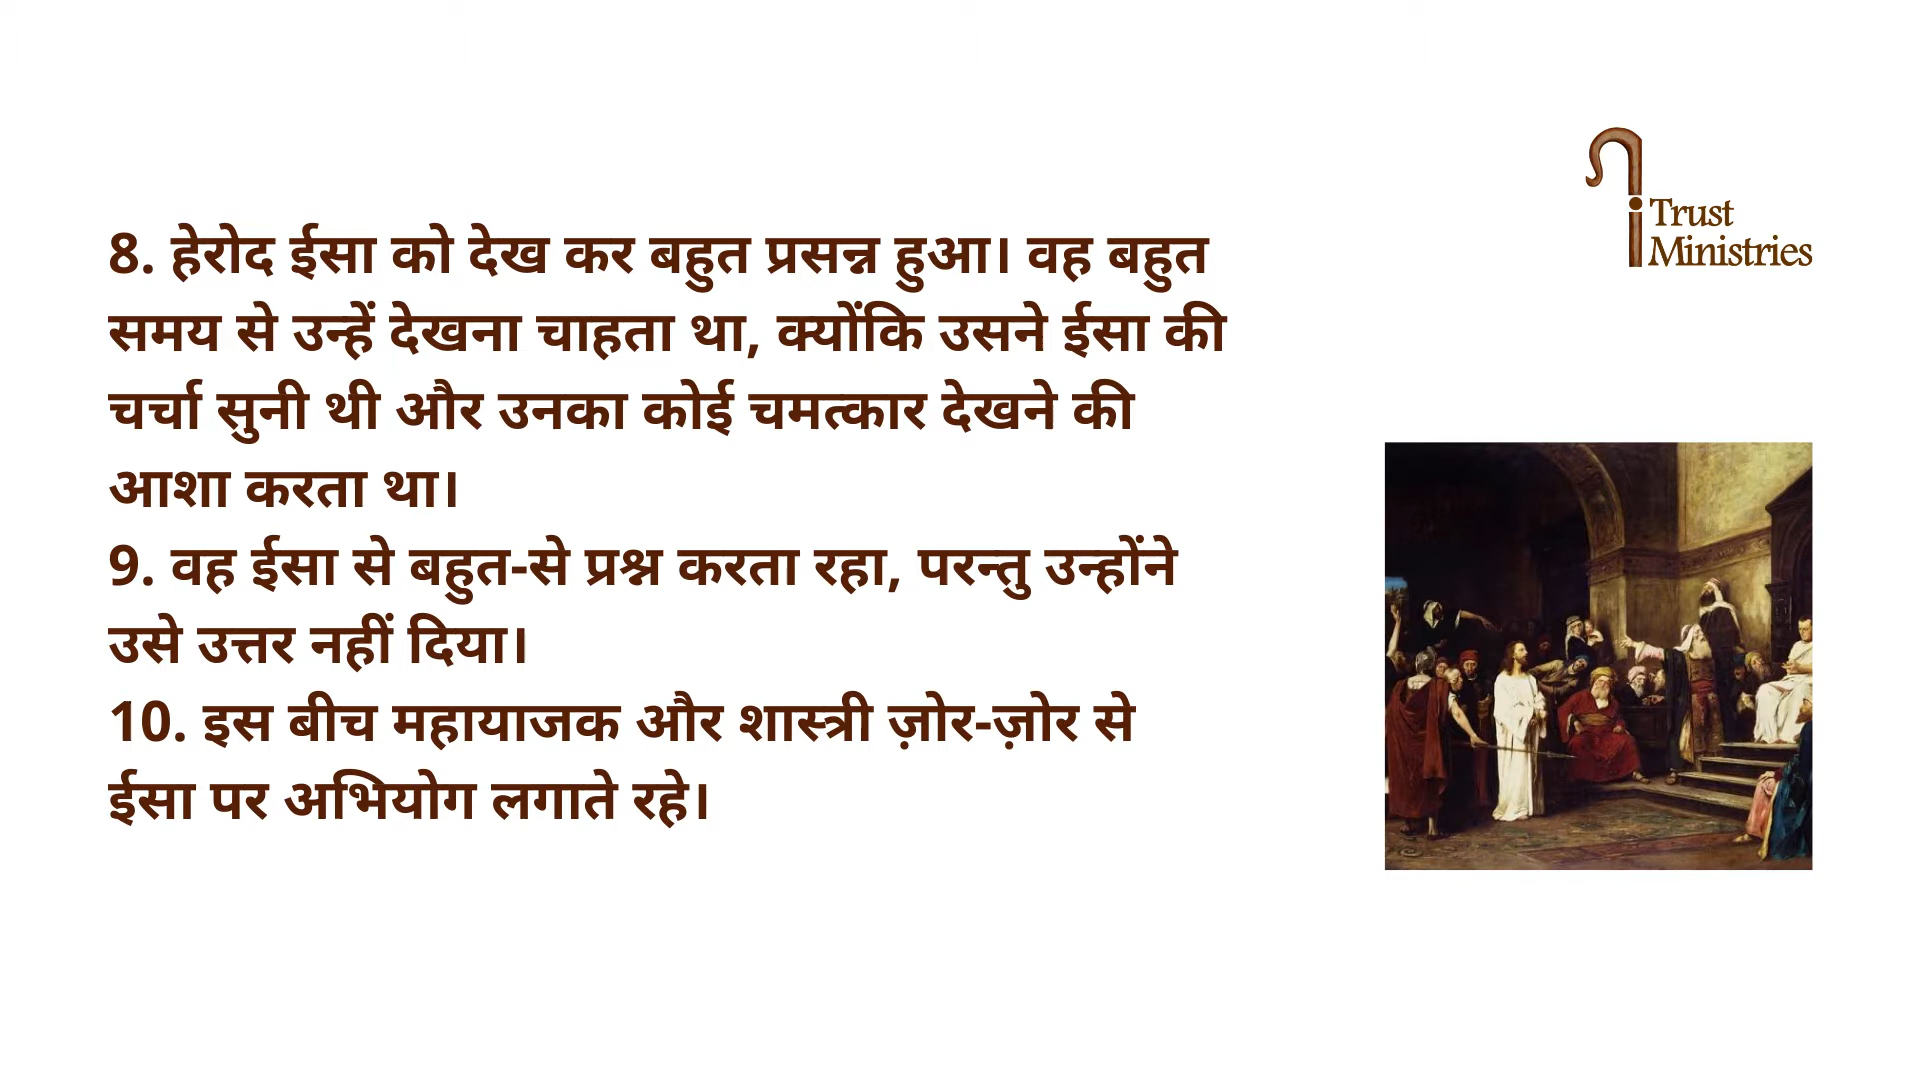 8. हेरोद ईसा को देख कर बहुत प्रसन्न हुआ। वह बहुत
समय से उन्हें देखना चाहता था, क्योंकि उसने ईसा की
चर्चा सुनी थी और उनका कोई चमत्कार देखने की
आशा करता था।
9. वह ईसा से बहुत-से प्रश्न करता रहा, परन्तु उन्होंने
उसे उत्तर नहीं दिया।
10. इस बीच महायाजक और शास्त्री ज़ोर-ज़ोर से
ईसा पर अभियोग लगाते रहे।
i Trust
Ministries